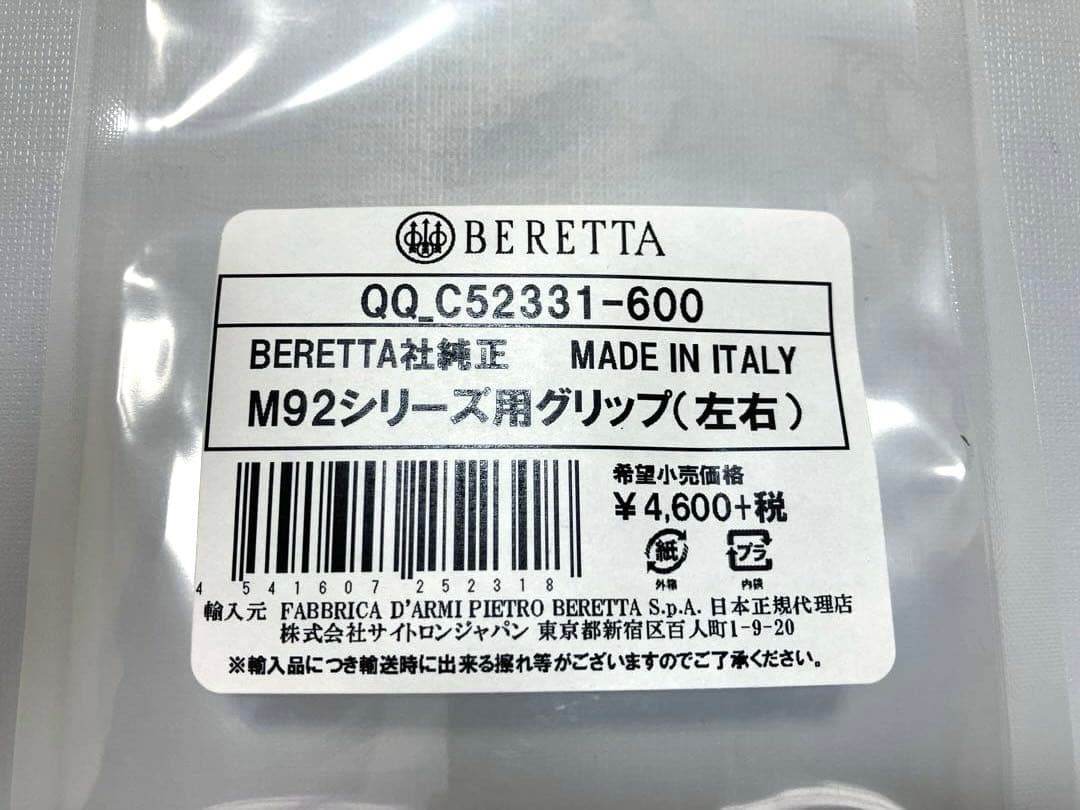 BERETTA
QQ_C52331-600
BERETTA社純正 MADE IN ITALY
M92シリーズ用グリップ(左右)
希望小売価格
¥4,600+税
紙 プラ
外箱 内袋
4 541607 252318
輸入元 FABBRICA D'ARMI PIETRO BERETTA S.p.A. 日本正規代理店
株式会社サイトロンジャパン 東京都新宿区百人町1-9-20
※輸入品につき輸送時に出来る擦れ等がございますのでご了承ください。